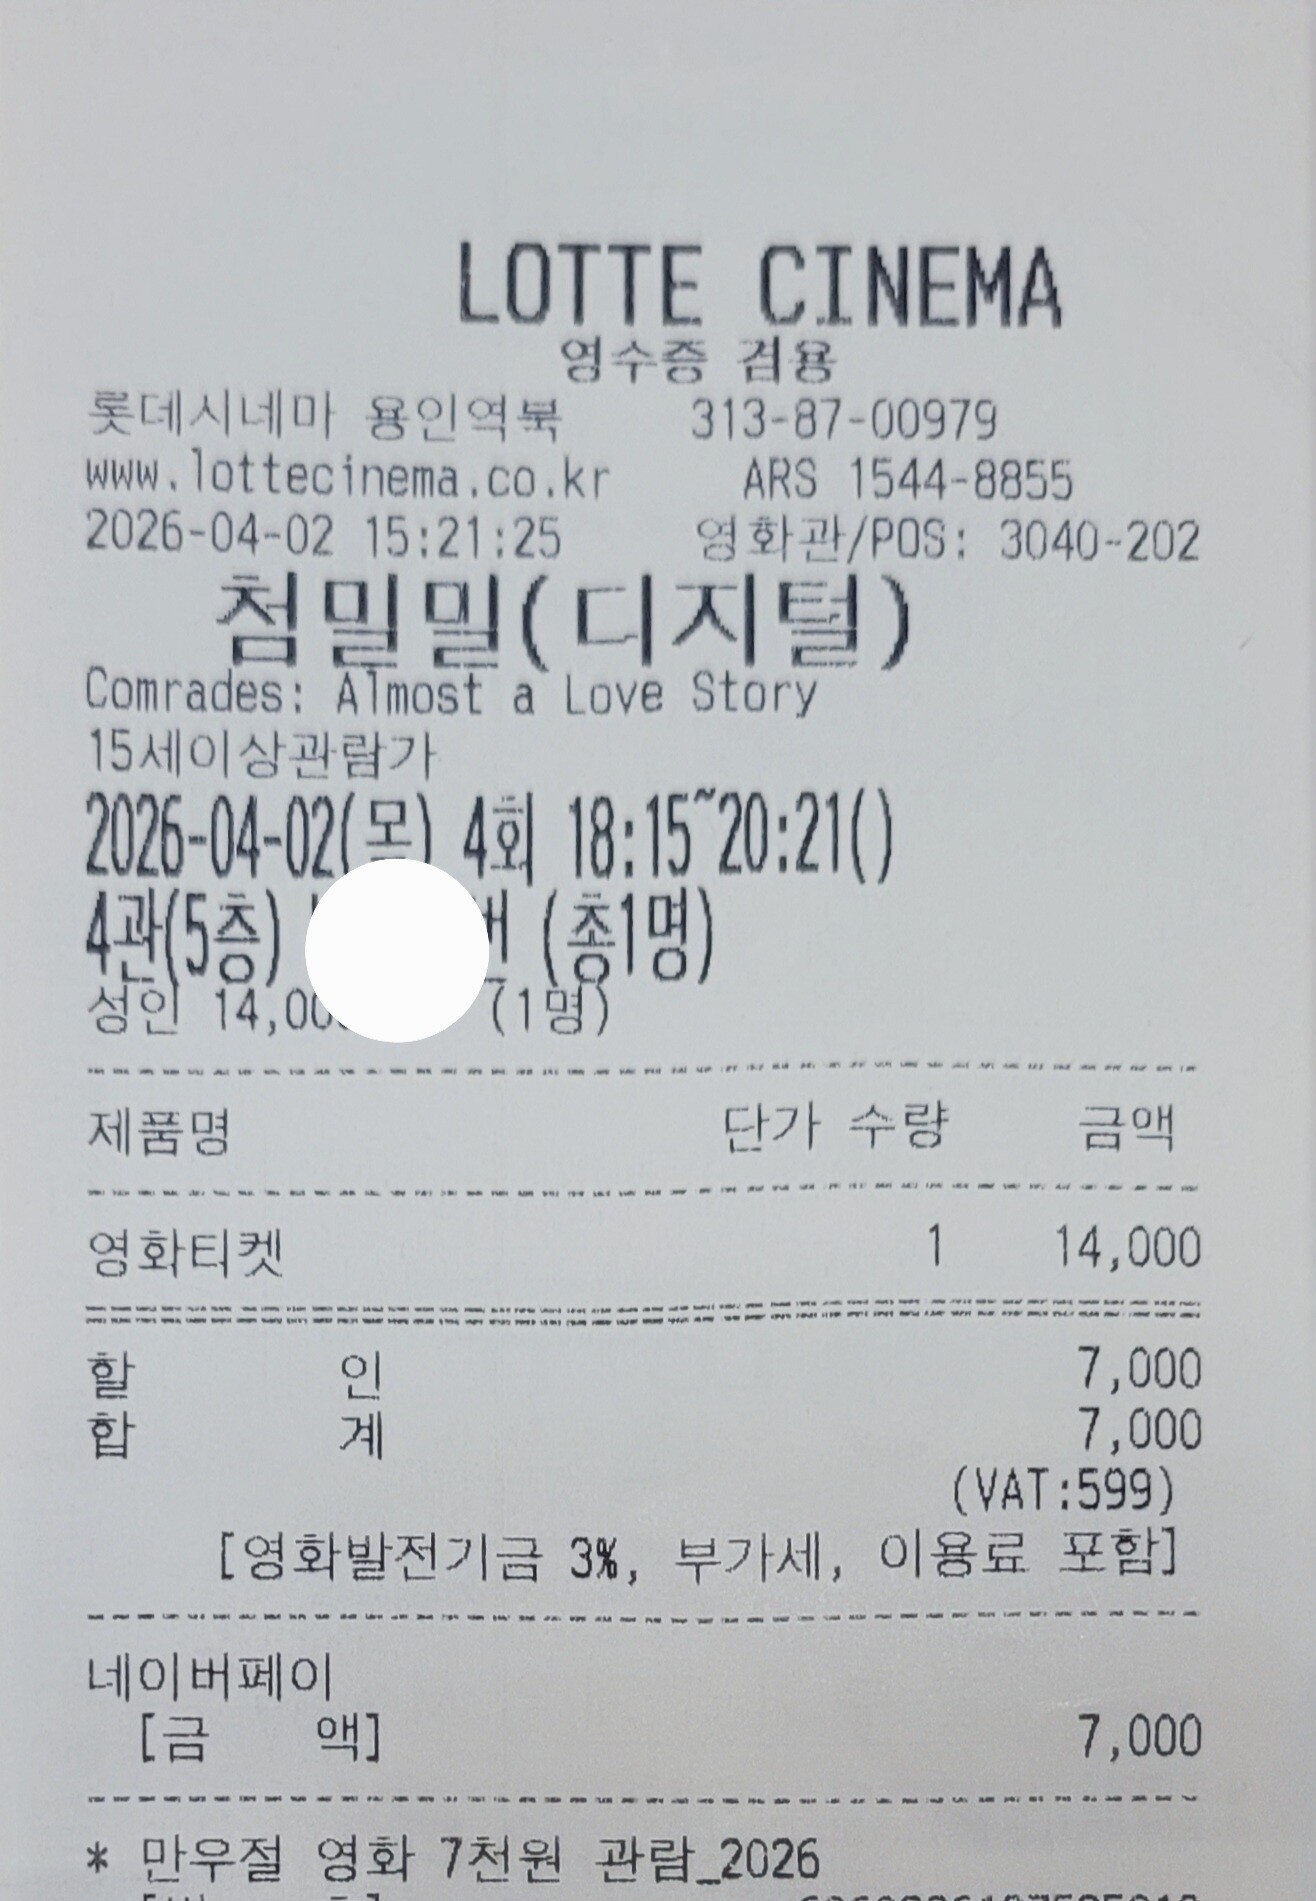 LOTTE CINEMA
영수증 겸용
롯데시네마 용인역북 313-87-00979
www.lottecinema.co.kr ARS 1544-8855
2026-04-02 15:21:25 영화관/POS: 3040-202
첨밀밀(디지털)
Comrades: Almost a Love Story
15세이상관람가
2026-04-02(목) 4회 18:15~20:21()
4관(5층) (총1명)
성인 (1명)
제품명 단가 수량 금액
영화티켓 1 14,000
할 인 7,000
합 계 7,000
(VAT:599)
[영화발전기금 3%, 부가세, 이용료 포함]
네이버페이
[금 액] 7,000
* 만우절 영화 7천원 관람_2026